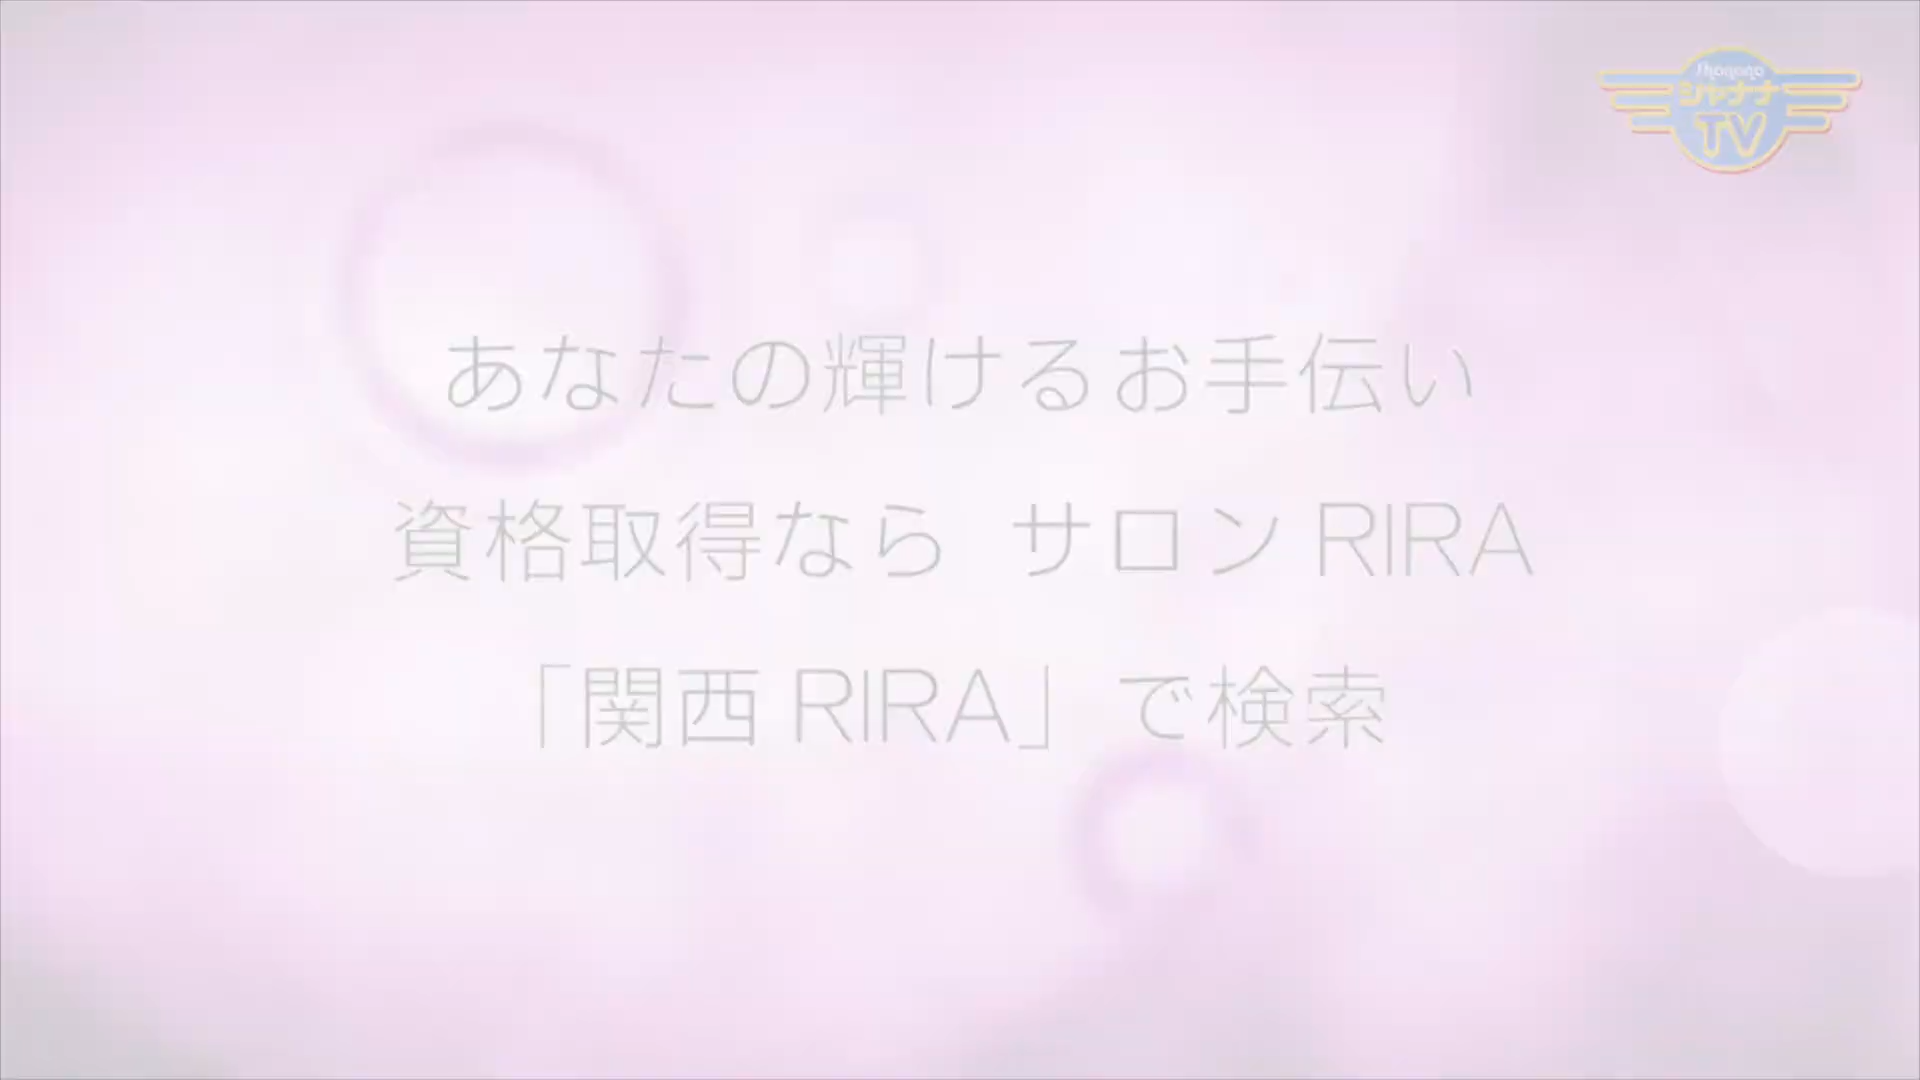 Shanana
シャナナ
TV
あなたの輝けるお手伝い
資格取得なら サロン RIRA
「関西 RIRA」で検索